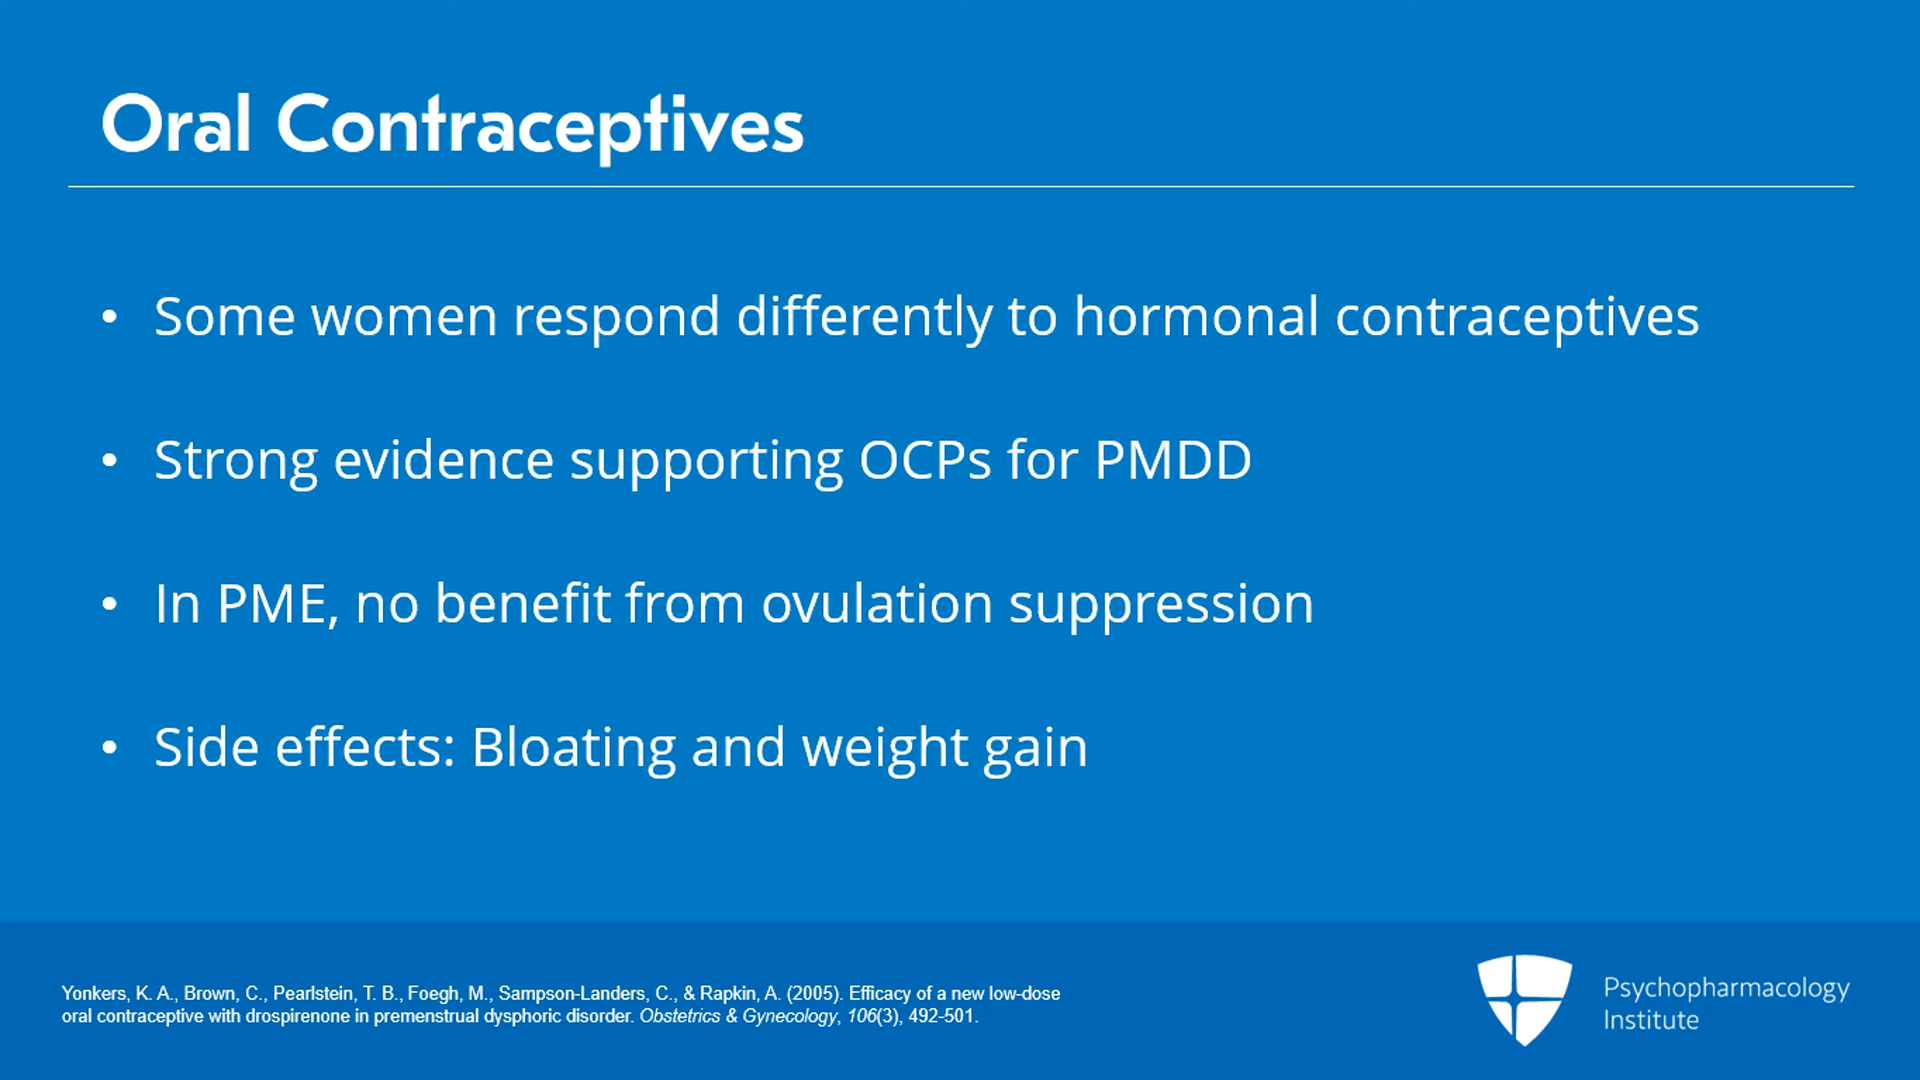 Oral Contraceptives
• Some women respond differently to hormonal contraceptives
• Strong evidence supporting OCPs for PMDD
• In PME, no benefit from ovulation suppression
• Side effects: Bloating and weight gain
Yonkers, K. A., Brown, C., Pearlstein, T. B., Foegh, M., Sampson-Landers, C., & Rapkin, A. (2005). Efficacy of a new low-dose
oral contraceptive with drospirenone in premenstrual dysphoric disorder. Obstetrics & Gynecology, 106(3), 492-501.
Psychopharmacology
Institute